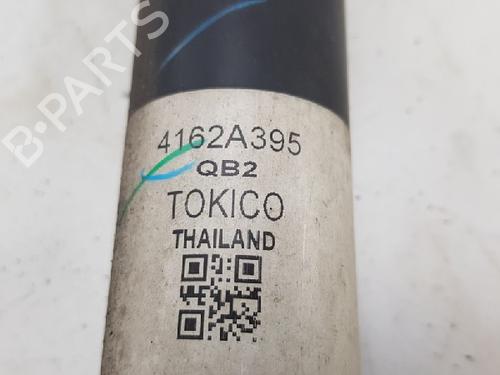 B-PARTS
4162A395
QB2
TOKICO
THAILAND